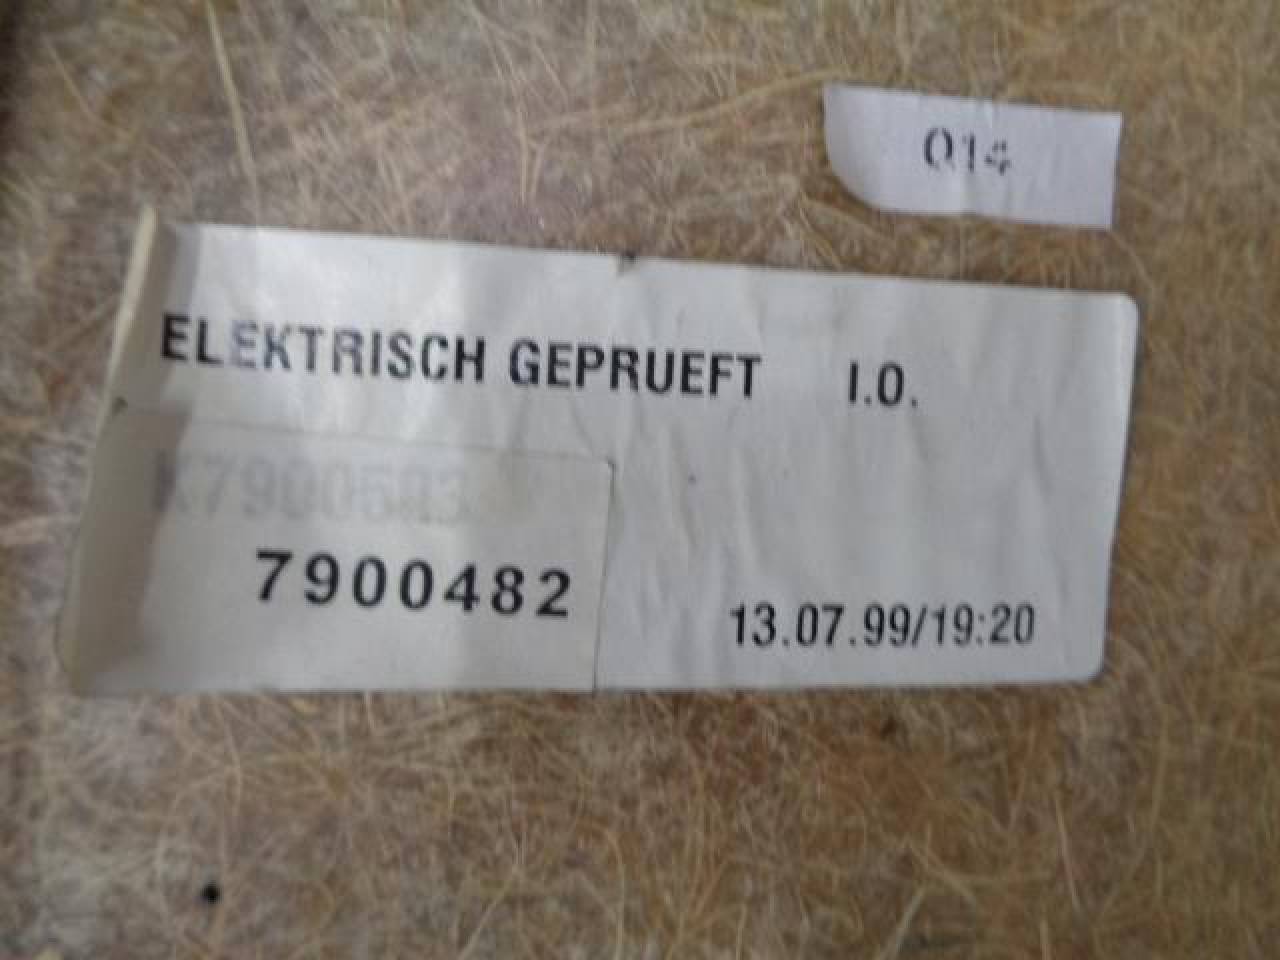 014
ELEKTRISCH GEPRUEFT I.O.
7900482
13.07.99/19:20